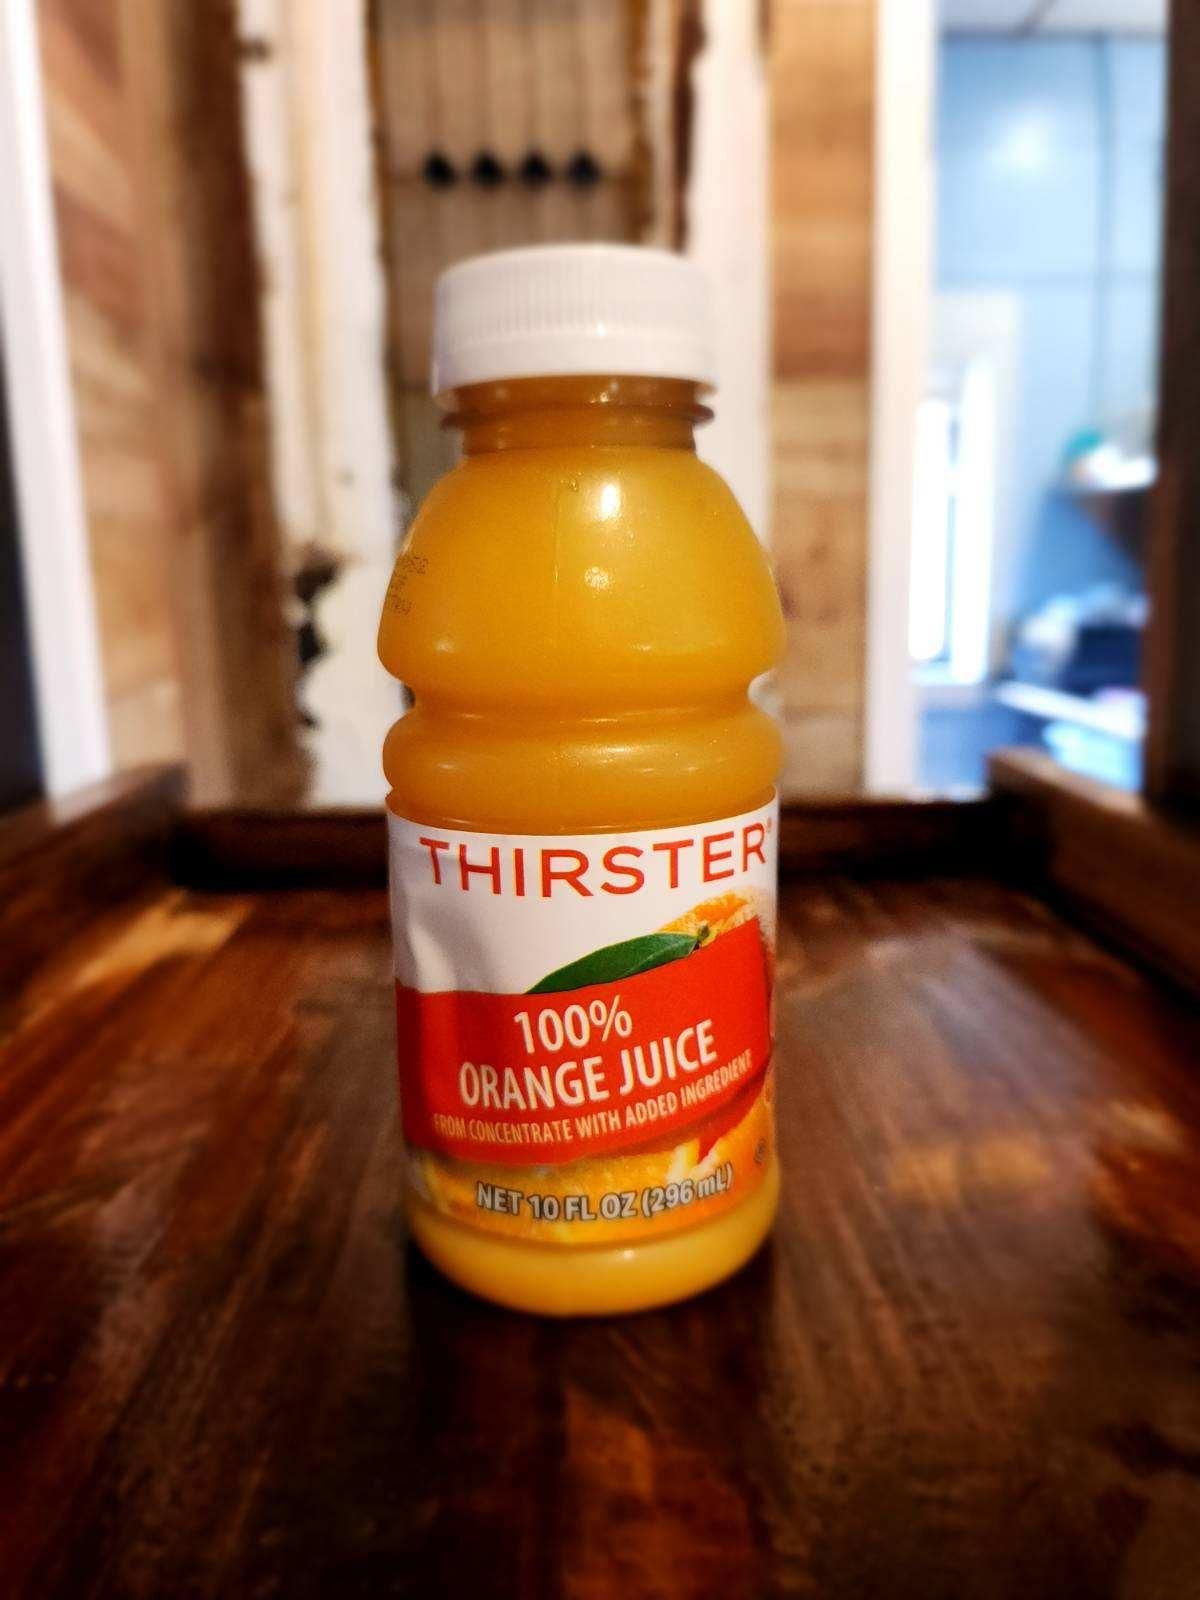 THIRSTER®
100%
ORANGE JUICE
FROM CONCENTRATE WITH ADDED INGREDIENT
NET 10 FL OZ (296 mL)